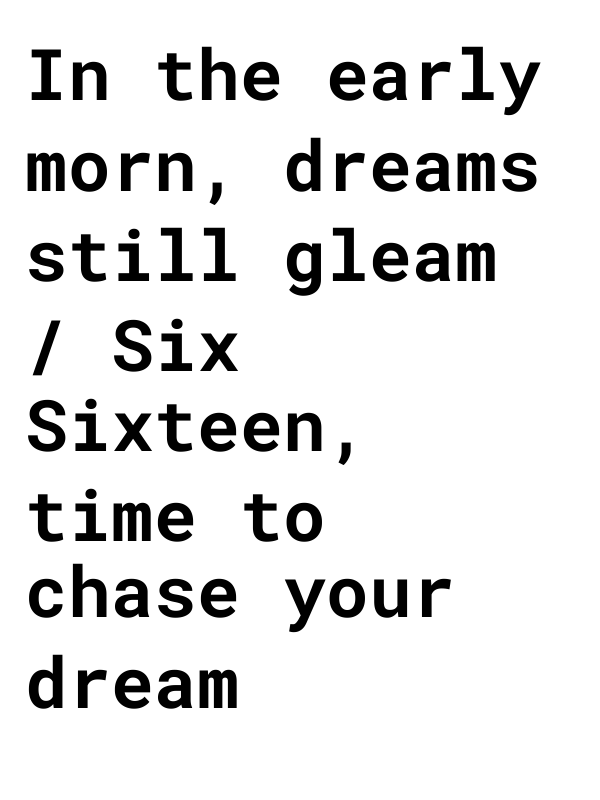 In the early
morn, dreams
still gleam
/ Six
Sixteen,
time to
chase your
dream